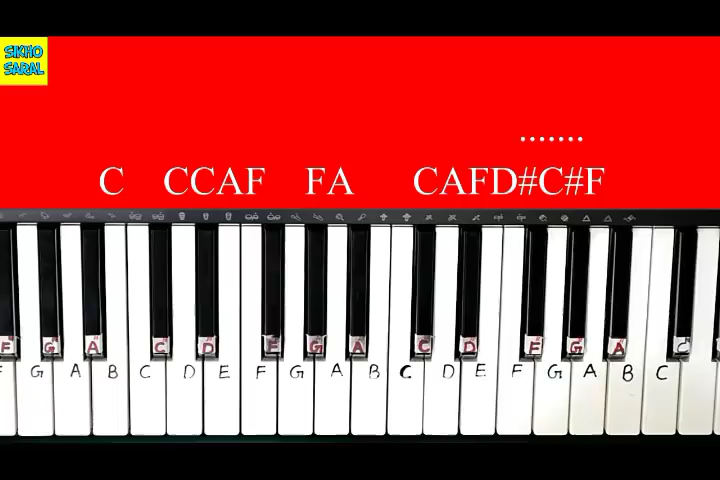 SIKHO
SARAL
.......
C CCAF FA CAFD#C#F
F G A C D F G A C D F G A C
F G A B C D E F G A B C D E F G A B C